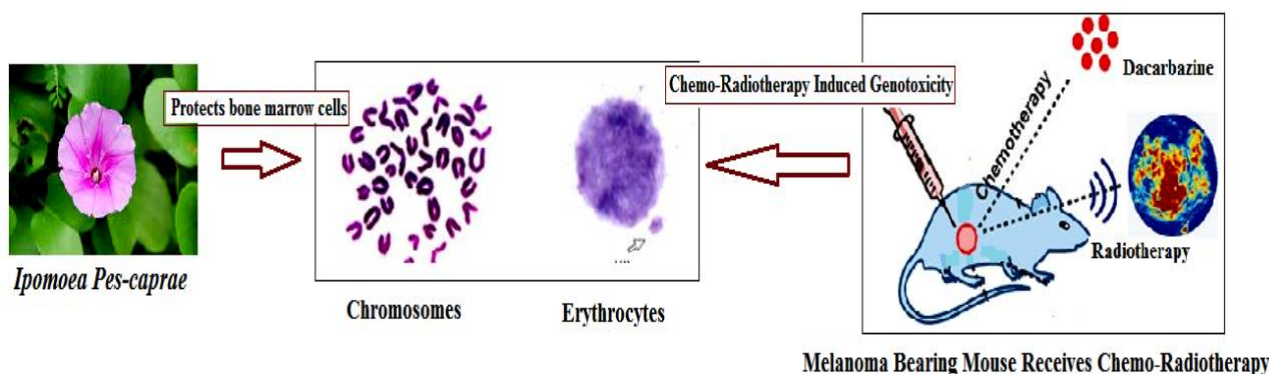 Protects bone marrow cells
Ipomoea Pes-caprae
Chromosomes
Erythrocytes
....
Chemo-Radiotherapy Induced Genotoxicity
Chemotherapy
Dacarbazine
Radiotherapy
Melanoma Bearing Mouse Receives Chemo-Radiotherapy